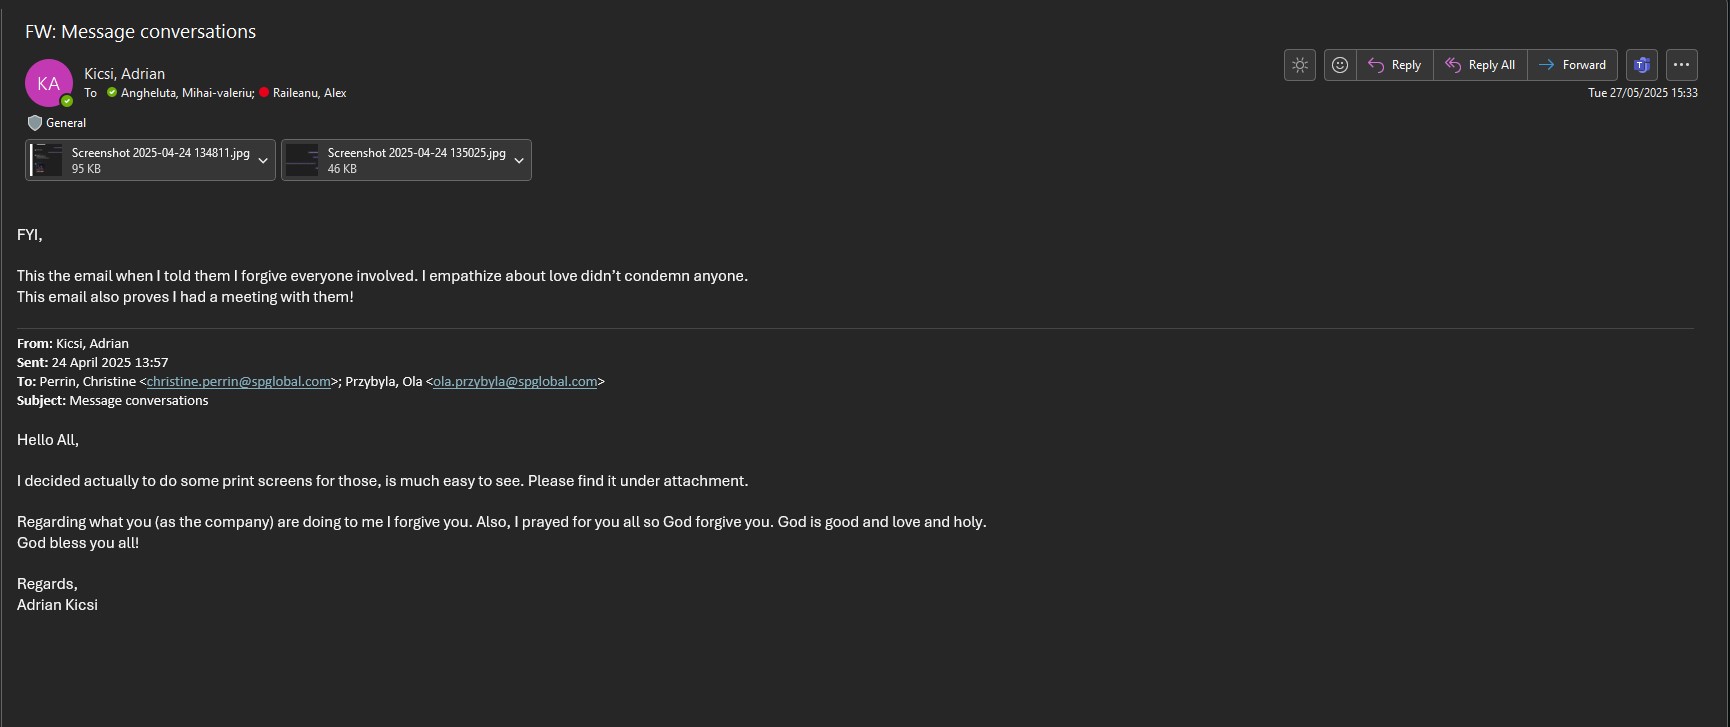 FW: Message conversations
KA
Kicsi, Adrian
To Angheluta, Mihai-valeriu; Raileanu, Alex
Reply
Reply All
Forward
Tue 27/05/2025 15:33
General
Screenshot 2025-04-24 134811.jpg
95 KB
Screenshot 2025-04-24 135025.jpg
46 KB
FYI,
This the email when I told them I forgive everyone involved. I empathize about love didn’t condemn anyone.
This email also proves I had a meeting with them!
From: Kicsi, Adrian
Sent: 24 April 2025 13:57
To: Perrin, Christine <christine.perrin@spglobal.com>; Przybyla, Ola <ola.przybyla@spglobal.com>
Subject: Message conversations
Hello All,
I decided actually to do some print screens for those, is much easy to see. Please find it under attachment.
Regarding what you (as the company) are doing to me I forgive you. Also, I prayed for you all so God forgive you. God is good and love and holy.
God bless you all!
Regards,
Adrian Kicsi